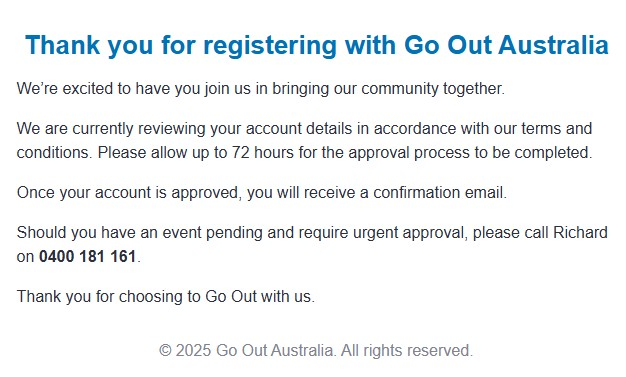 Thank you for registering with Go Out Australia
We’re excited to have you join us in bringing our community together.
We are currently reviewing your account details in accordance with our terms and
conditions. Please allow up to 72 hours for the approval process to be completed.
Once your account is approved, you will receive a confirmation email.
Should you have an event pending and require urgent approval, please call Richard
on 0400 181 161.
Thank you for choosing to Go Out with us.
© 2025 Go Out Australia. All rights reserved.